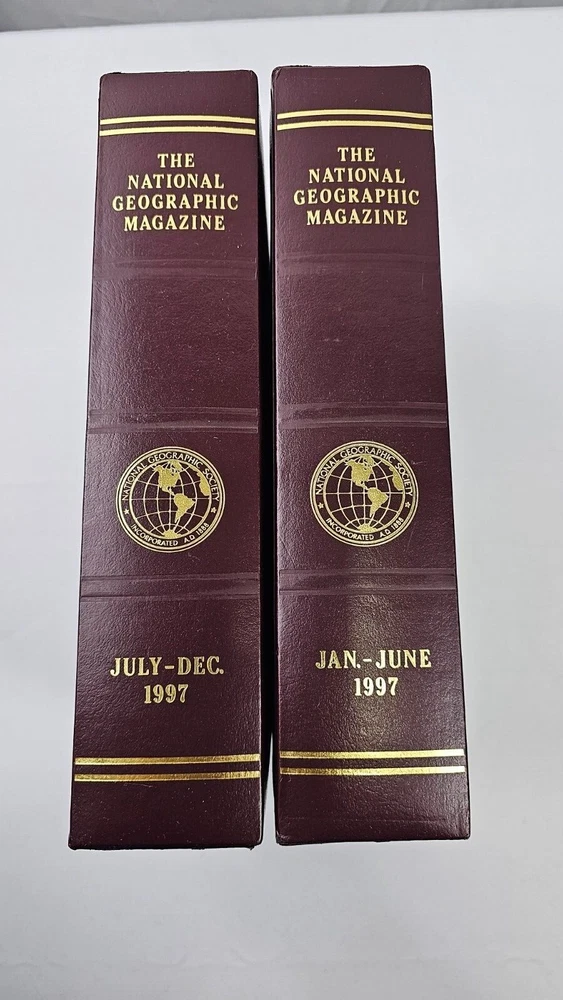 THE
NATIONAL
GEOGRAPHIC
MAGAZINE
NATIONAL GEOGRAPHIC SOCIETY
INCORPORATED A.D. 1888
JULY-DEC.
1997
THE
NATIONAL
GEOGRAPHIC
MAGAZINE
NATIONAL GEOGRAPHIC SOCIETY
INCORPORATED A.D. 1888
JAN.-JUNE
1997